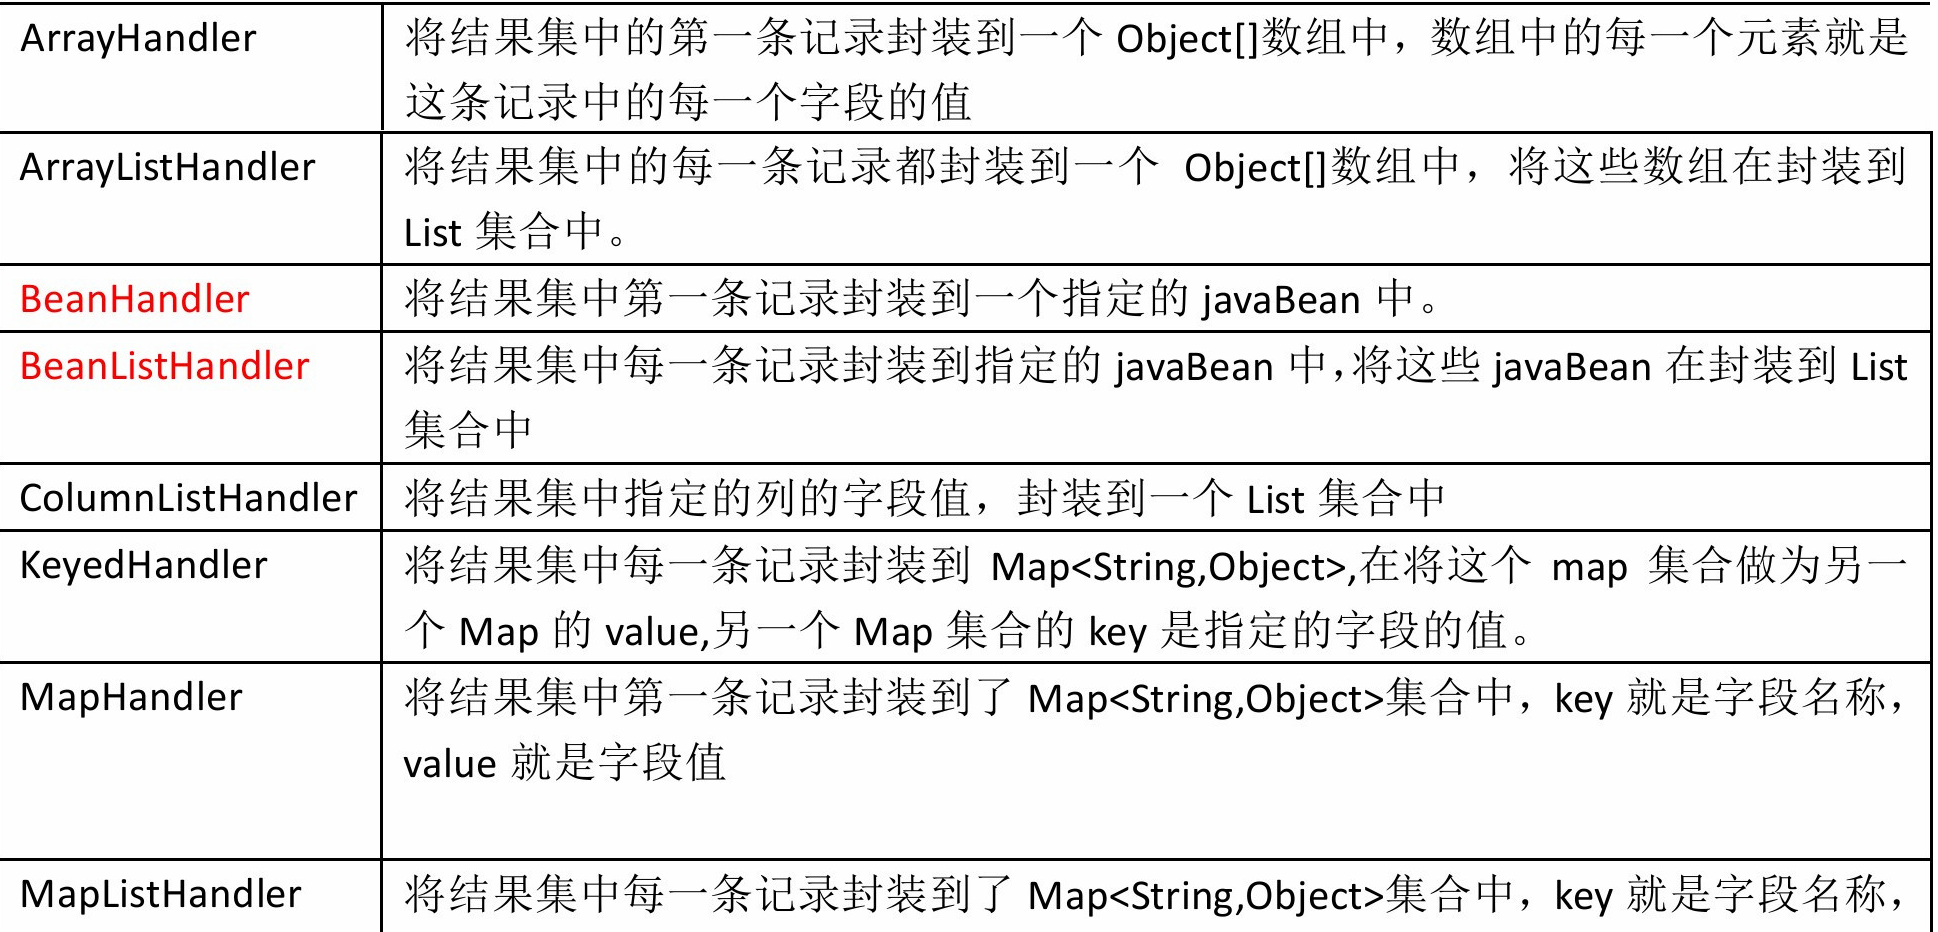 ArrayHandler
将结果集中的第一条记录封装到一个 Object[]数组中，数组中的每一个元素就是
这条记录中的每一个字段的值
ArrayListHandler
将结果集中的每一条记录都封装到一个 Object[]数组中，将这些数组在封装到
List 集合中。
BeanHandler
将结果集中第一条记录封装到一个指定的 javaBean 中。
BeanListHandler
将结果集中每一条记录封装到指定的 javaBean 中，将这些 javaBean 在封装到 List
集合中
ColumnListHandler
将结果集中指定的列的字段值，封装到一个 List 集合中
KeyedHandler
将结果集中每一条记录封装到 Map<String,Object>,在将这个 map 集合做为另一
个 Map 的 value,另一个 Map 集合的 key 是指定的字段的值。
MapHandler
将结果集中第一条记录封装到了 Map<String,Object>集合中，key 就是字段名称，
value 就是字段值
MapListHandler
将结果集中每一条记录封装到了 Map<String,Object>集合中，key 就是字段名称，